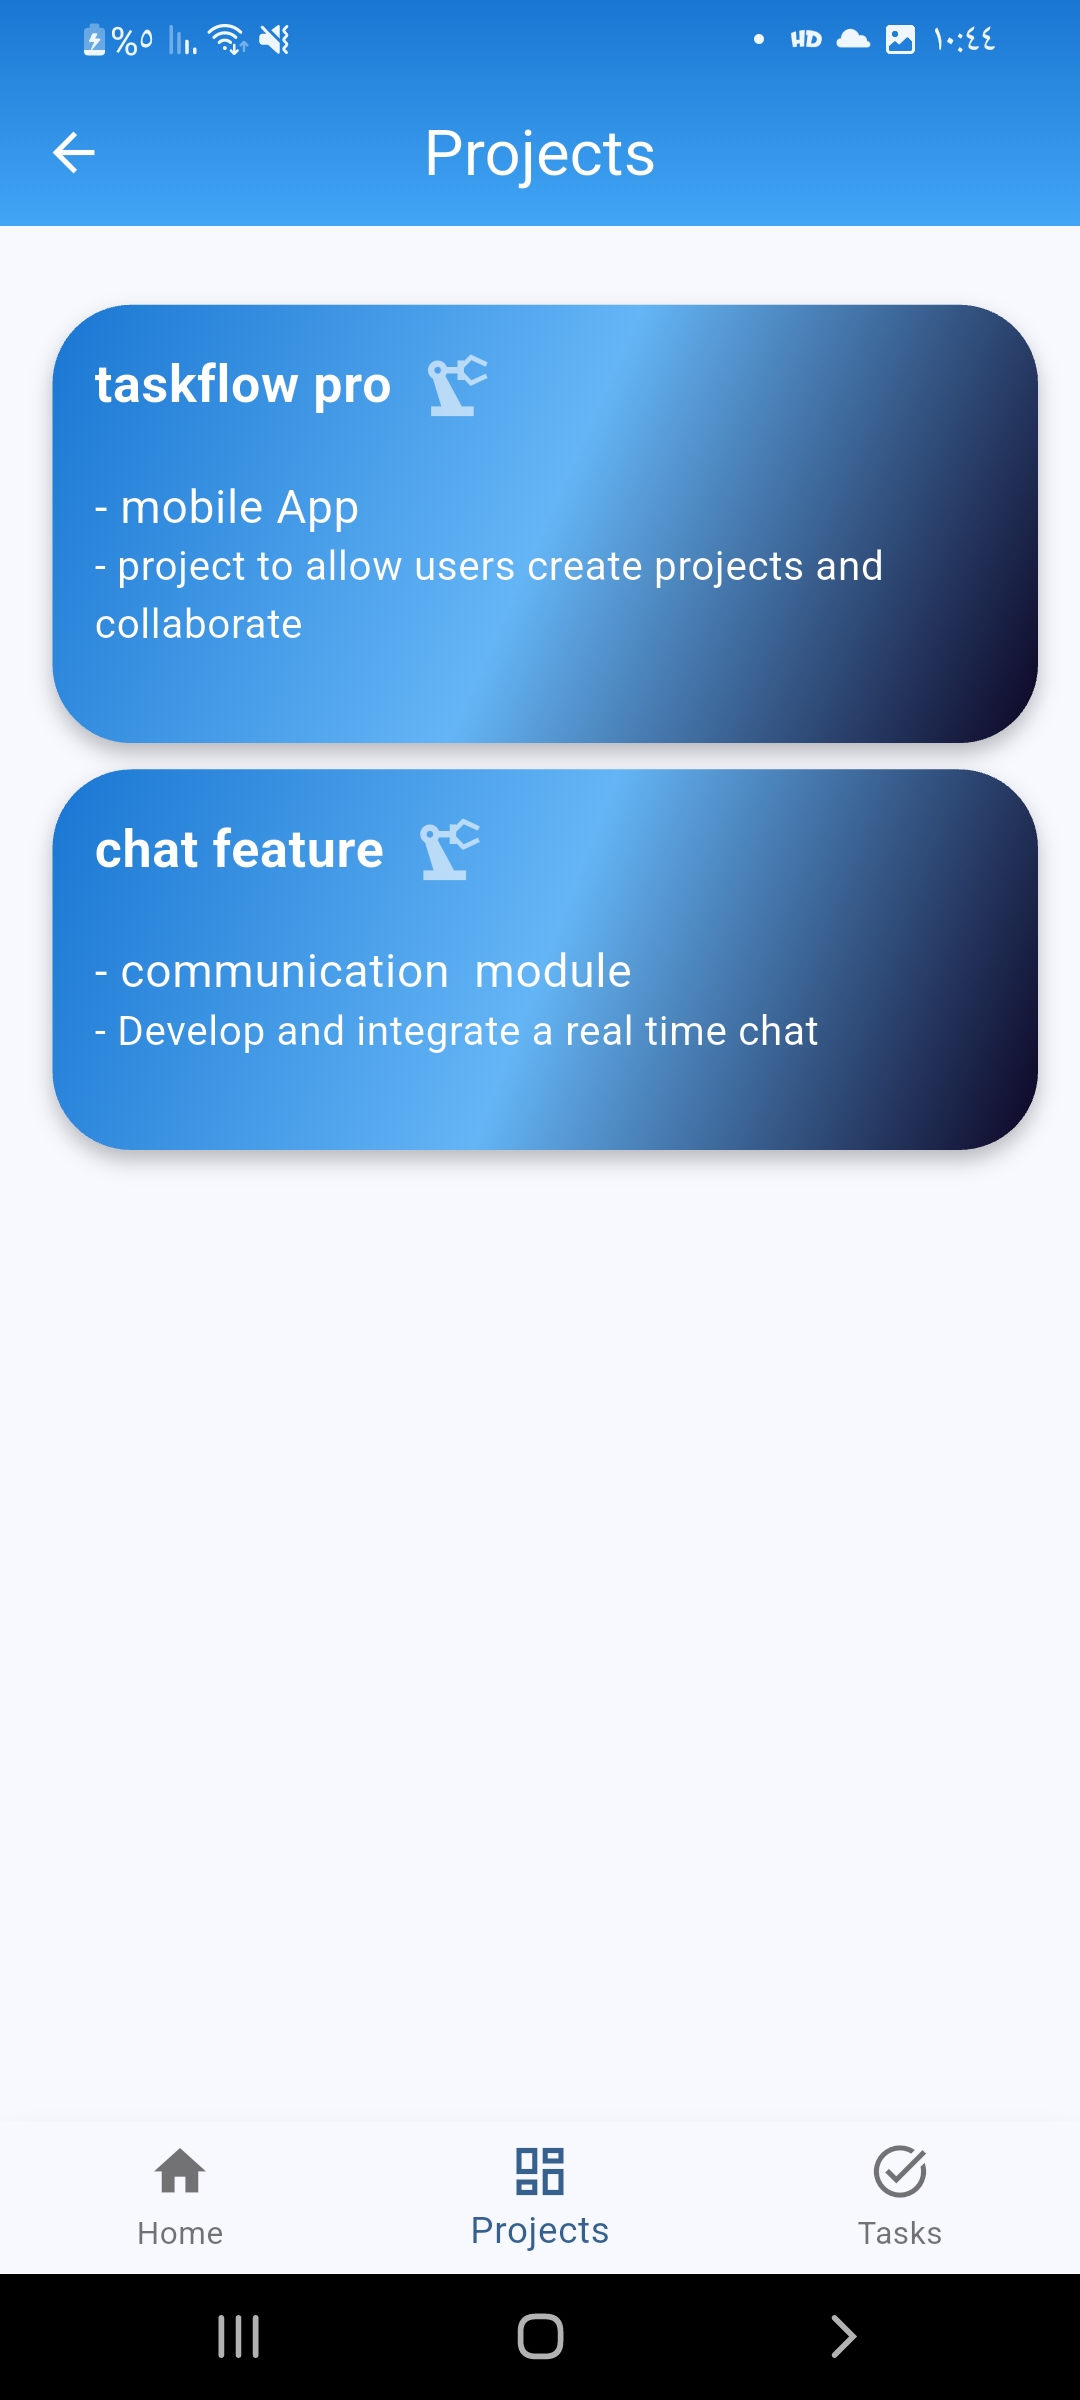 %٥
HD
١٠:٤٤
Projects
taskflow pro
- mobile App
- project to allow users create projects and
collaborate
chat feature
- communication  module
- Develop and integrate a real time chat
Home
Projects
Tasks